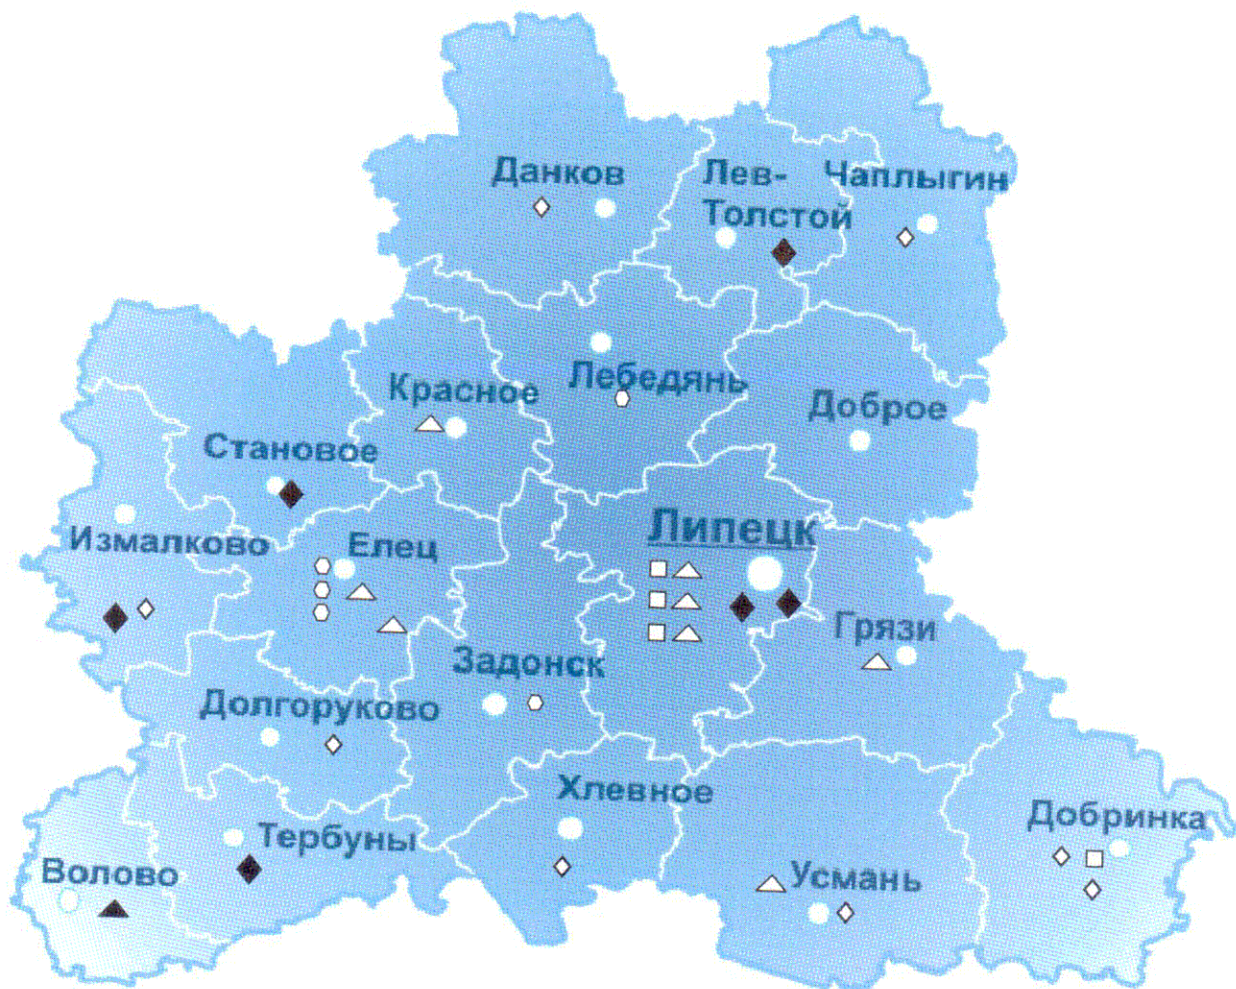 Данков
Лев-
Толстой
Чаплыгин
Лебедянь
Красное
Доброе
Становое
Липецк
Измалково
Елец
Грязи
Задонск
Долгоруково
Хлевное
Добринка
Тербуны
Волово
Усмань